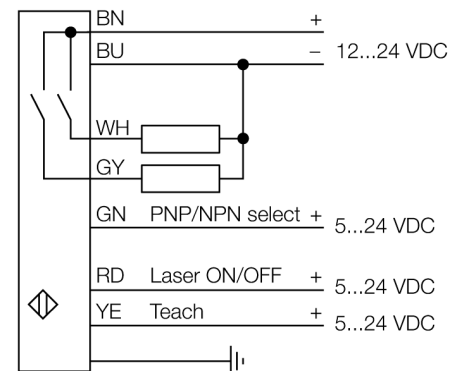 BN +
BU – 12...24 VDC
WH
GY
GN PNP/NPN select + 5...24 VDC
RD Laser ON/OFF + 5...24 VDC
YE Teach + 5...24 VDC